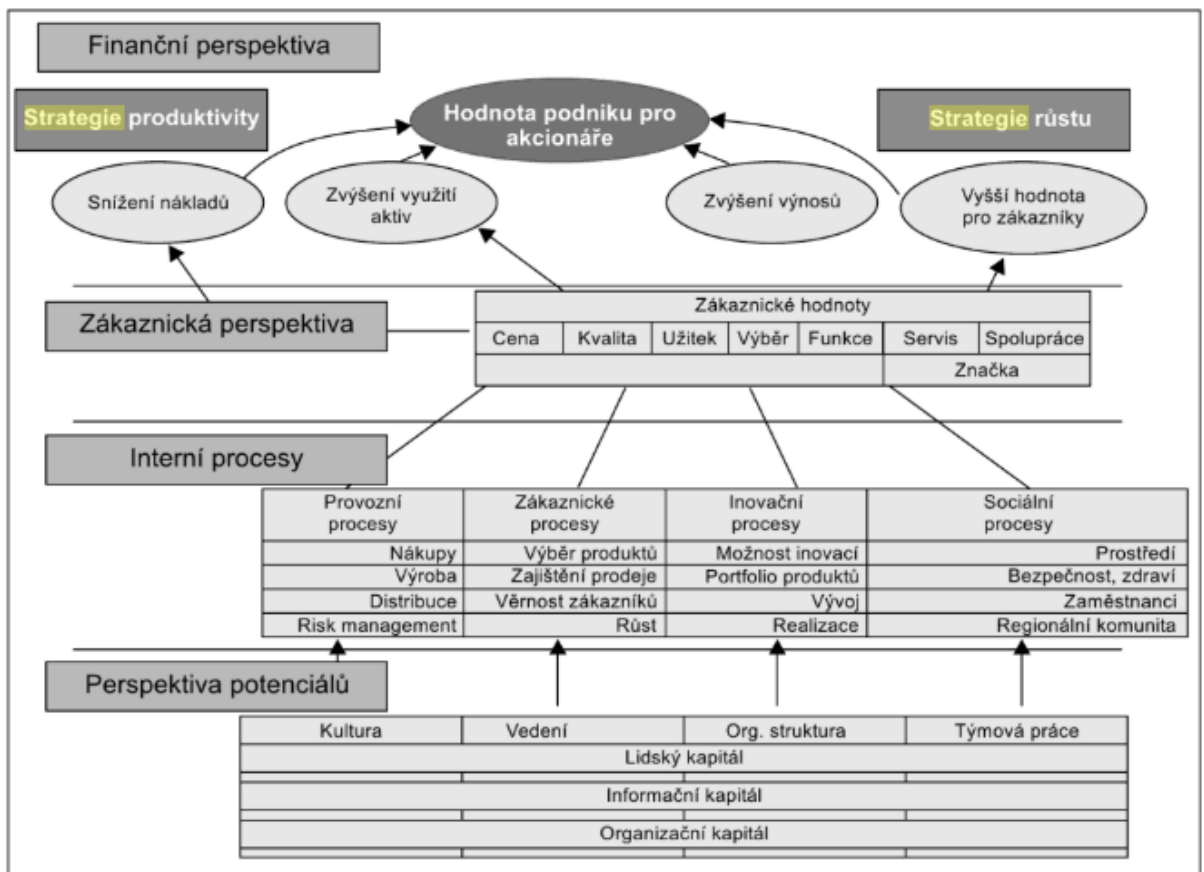 Finanční perspektiva
Strategie produktivity
Hodnota podniku pro
akcionáře
Strategie růstu
Snížení nákladů
Zvýšení využití
aktiv
Zvýšení výnosů
Vyšší hodnota
pro zákazníky
Zákaznická perspektiva
Zákaznické hodnoty
Cena Kvalita Užitek Výběr Funkce Servis Spolupráce
Značka
Interní procesy
Provozní
procesy
Zákaznické
procesy
Inovační
procesy
Sociální
procesy
Nákupy Výběr produktů Možnost inovací Prostředí
Výroba Zajištění prodeje Portfolio produktů Bezpečnost, zdraví
Distribuce Věrnost zákazníků Vývoj Zaměstnanci
Risk management Růst Realizace Regionální komunita
Perspektiva potenciálů
Kultura Vedení Org. struktura Týmová práce
Lidský kapitál
Informační kapitál
Organizační kapitál